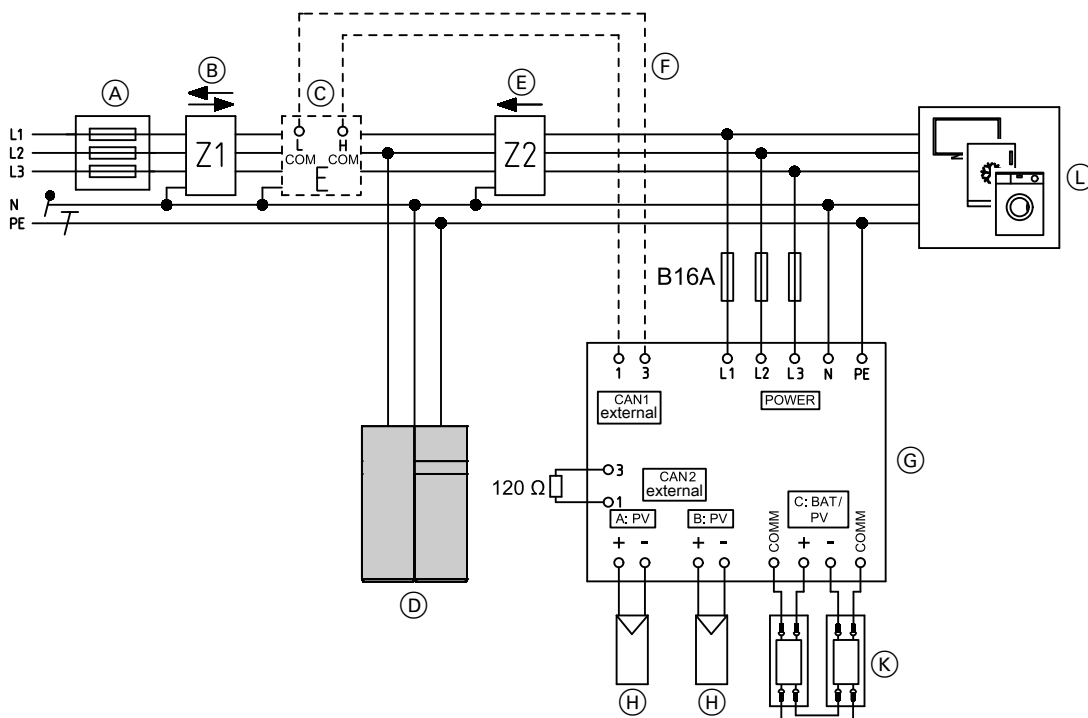 A
B
C
E
F
L1
L2
L3
N
PE
Z1
L
H
COM
COM
E
Z2
N
L
B16A
1
3
L1
L2
L3
N
PE
CAN1
external
POWER
G
120 Ω
3
1
CAN2
external
A: PV
B: PV
C: BAT/
PV
COMM
COMM
+
-
+
-
+
-
D
H
H
K